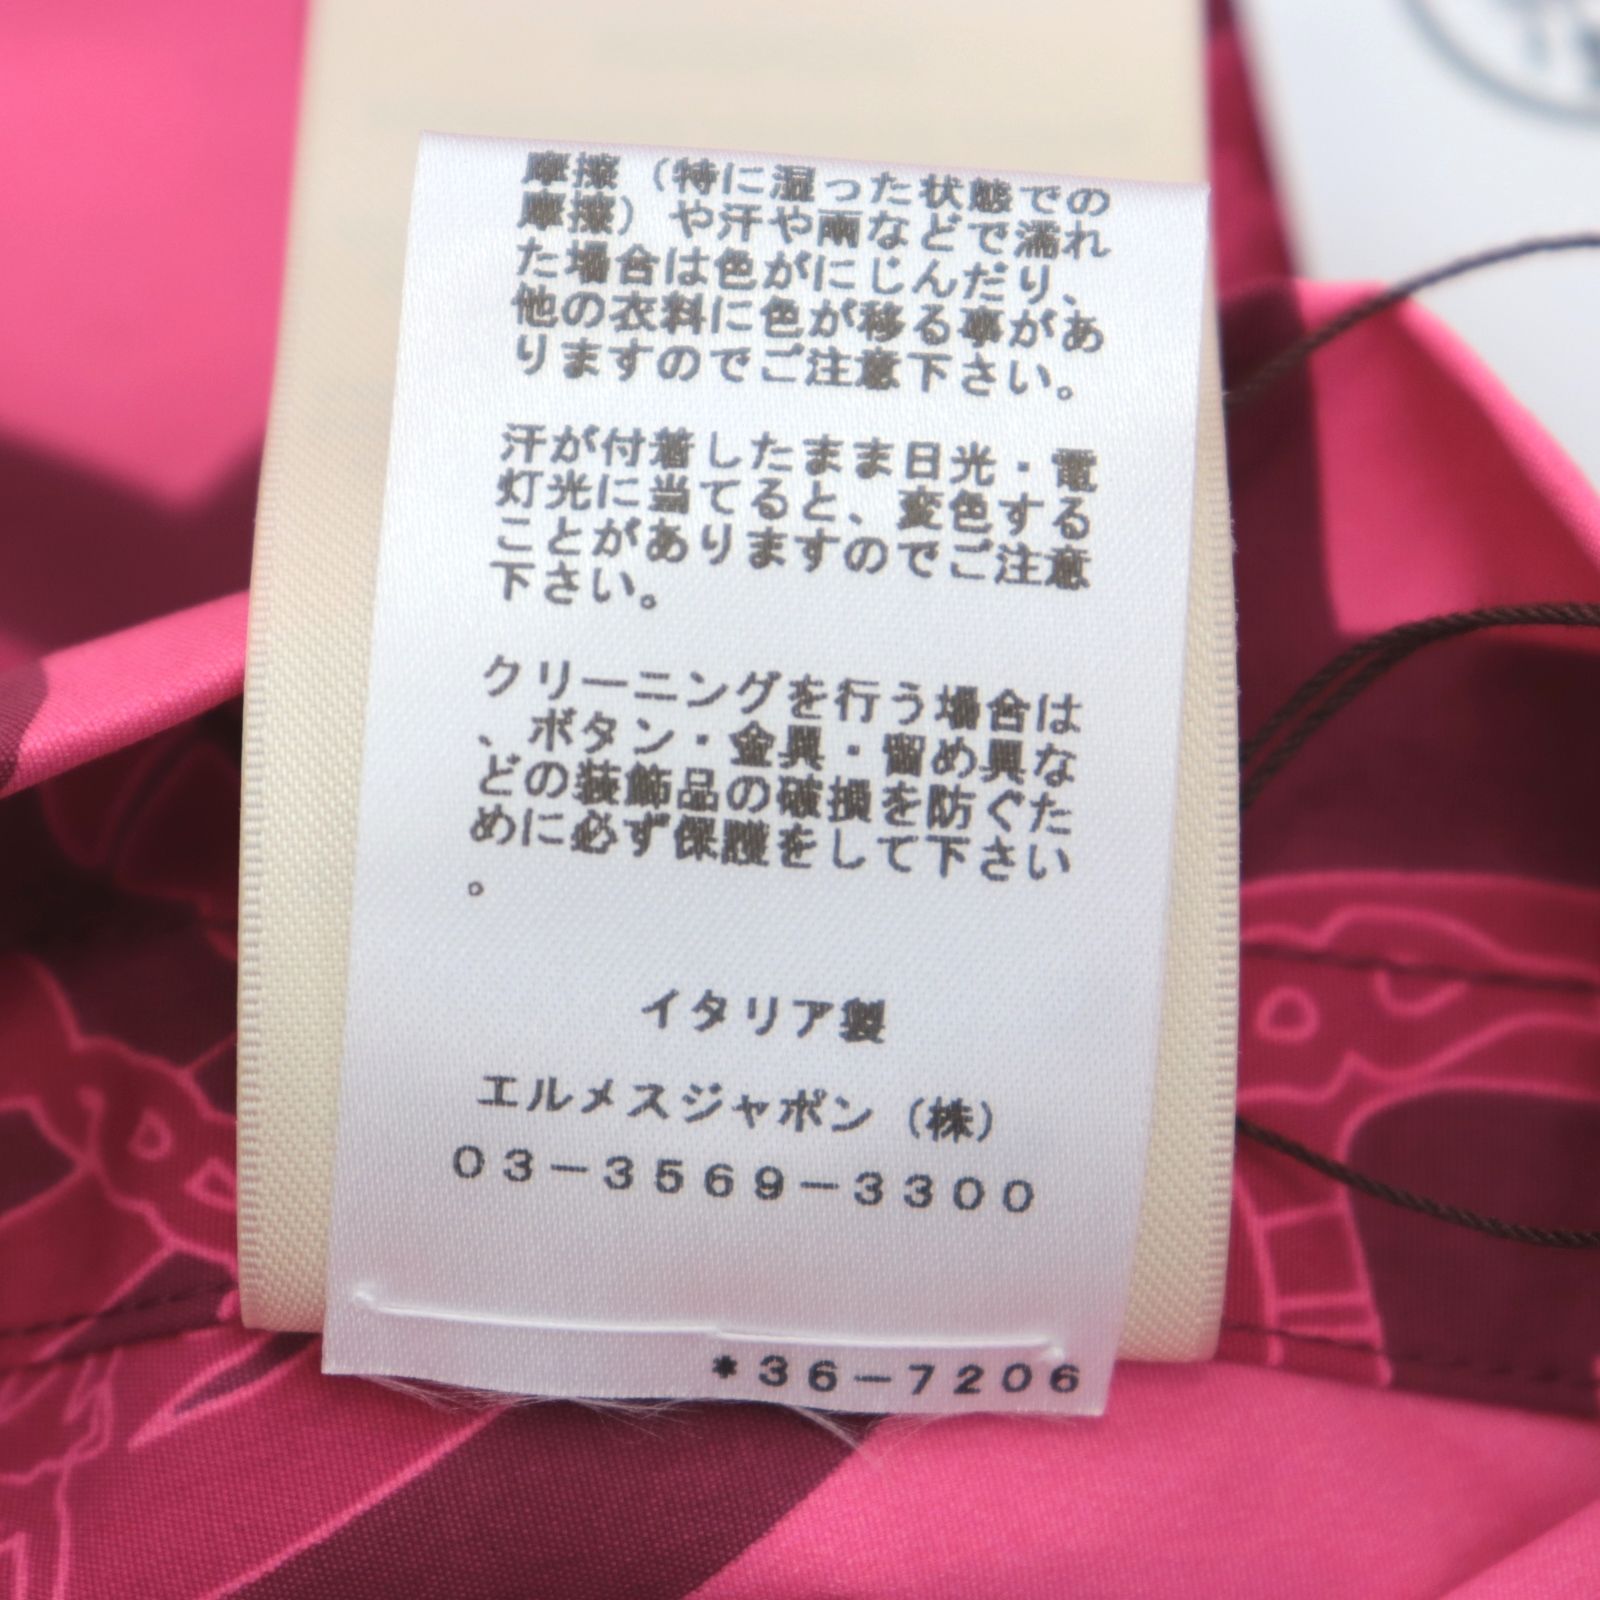 摩擦（特に湿った状態での
摩擦）や汗や雨などで濡れ
た場合は色がにじんだり、
他の衣料に色が移る事があ
りますのでご注意下さい。
汗が付着したまま日光・電
灯光に当てると、変色する
ことがありますのでご注意
下さい。
クリーニングを行う場合は
、ボタン・金具・留め具な
どの装飾品の破損を防ぐた
めに必ず保護をして下さい
。
イタリア製
エルメスジャポン（株）
03-3569-3300
*36-7206